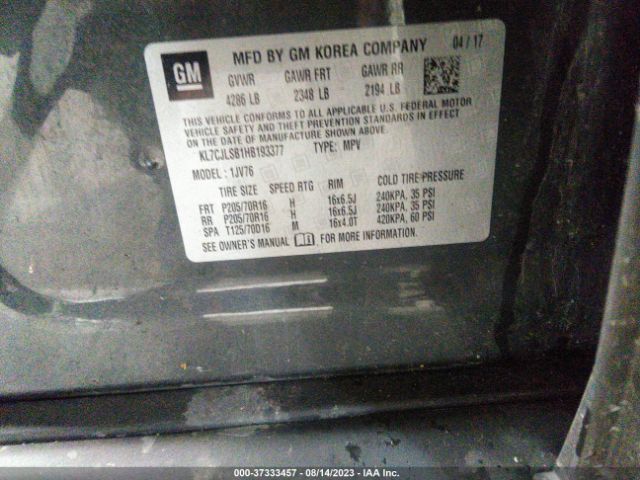 GM
MFD BY GM KOREA COMPANY 04/17
GVWR GAWR FRT GAWR RR
4286 LB 2348 LB 2194 LB
THIS VEHICLE CONFORMS TO ALL APPLICABLE U.S. FEDERAL MOTOR
VEHICLE SAFETY AND THEFT PREVENTION STANDARDS IN EFFECT
ON THE DATE OF MANUFACTURE SHOWN ABOVE.
KL7CJLSB1HB193377 TYPE: MPV
MODEL: 1JV76
TIRE SIZE SPEED RTG RIM COLD TIRE PRESSURE
FRT P205/70R16 H 16x6.5J 240KPA, 35 PSI
RR P205/70R16 H 16x6.5J 240KPA, 35 PSI
SPA T125/70D16 M 16x4.0T 420KPA, 60 PSI
SEE OWNER'S MANUAL FOR MORE INFORMATION.
000-37333457 - 08/14/2023 - IAA Inc.